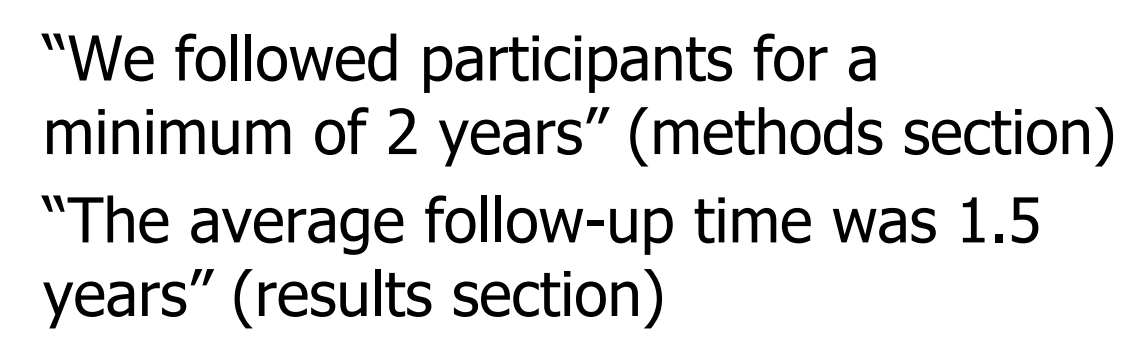 “We followed participants for a
minimum of 2 years” (methods section)
“The average follow-up time was 1.5
years” (results section)